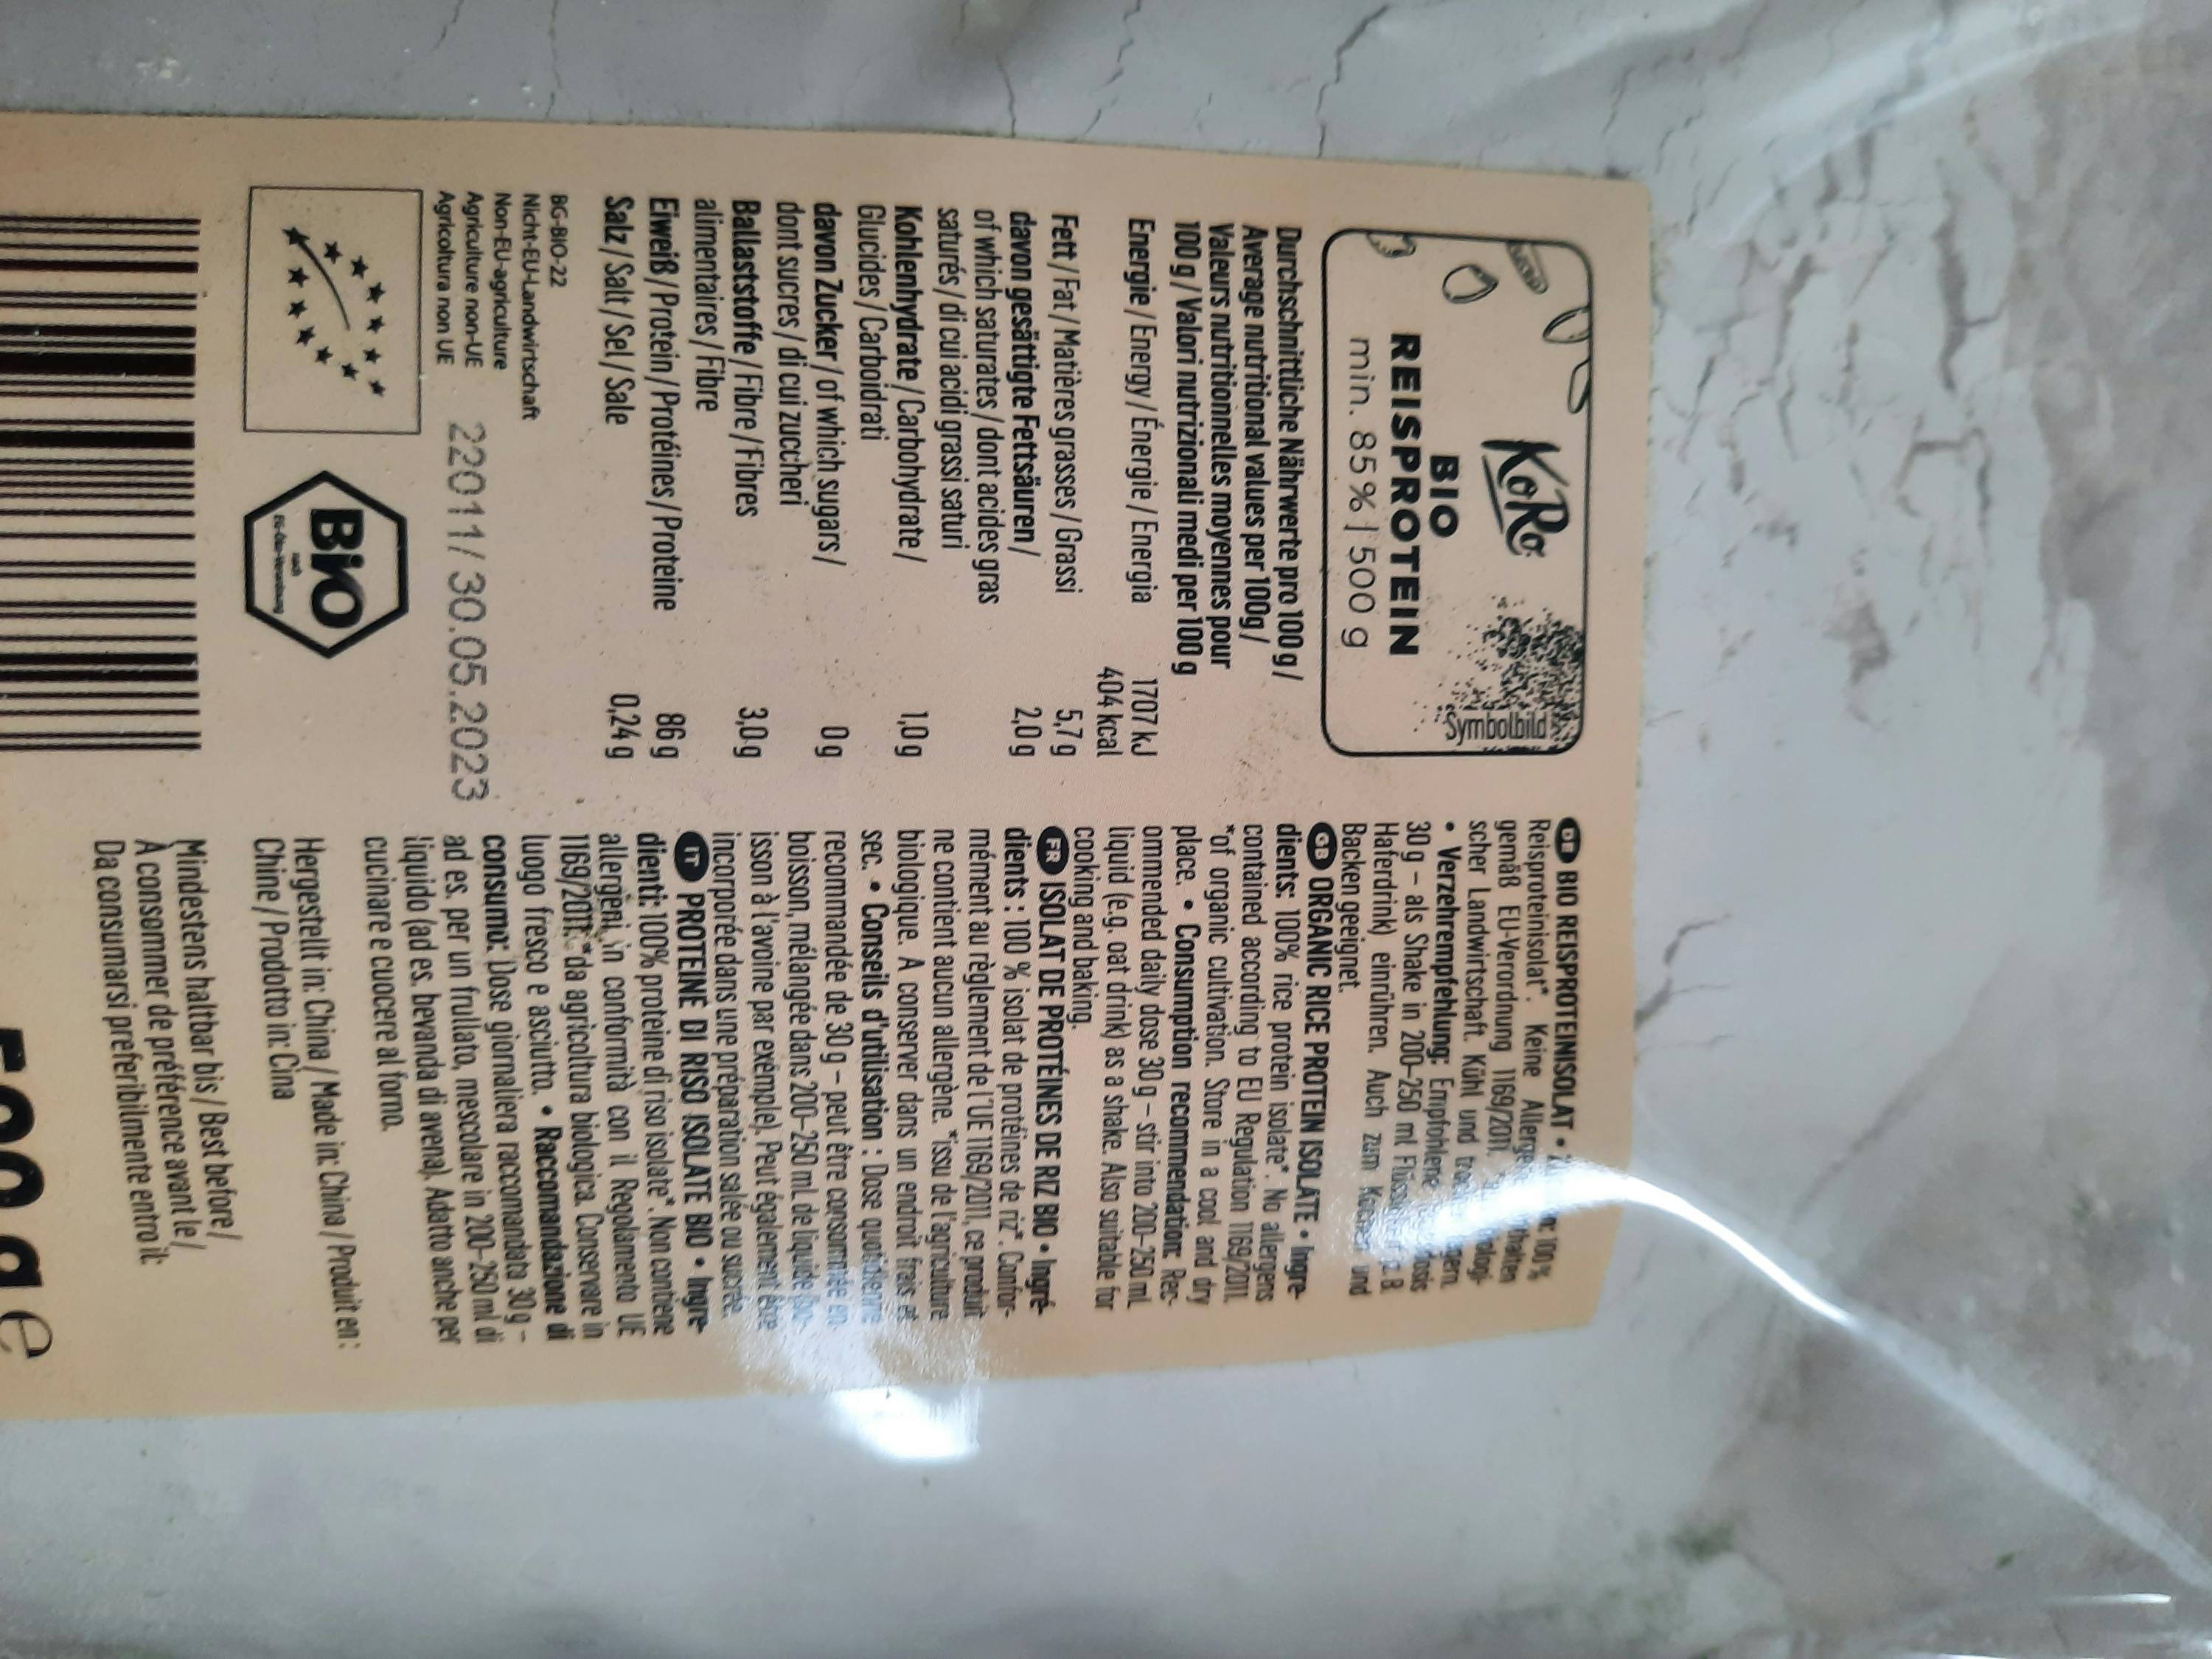 KoRo
Symbolbild
BIO
REISPROTEIN
min. 85% | 500 g
Durchschnittliche Nährwerte pro 100 g /
Average nutritional values per 100g /
Valeurs nutritionnelles moyennes pour
100 g / Valori nutrizionali medi per 100 g
Energie / Energy / Énergie / Energia 1707 kJ
404 kcal
Fett / Fat / Matières grasses / Grassi 5,7 g
davon gesättigte Fettsäuren / 2,0 g
of which saturates / dont acides gras
saturés / di cui acidi grassi saturi
Kohlenhydrate / Carbohydrate / 1,0 g
Glucides / Carboidrati
davon Zucker / of which sugars / 0 g
dont sucres / di cui zuccheri
Ballaststoffe / Fibre / Fibres 3,0 g
alimentaires / Fibre
Eiweiß / Protein / Protéines / Proteine 86 g
Salz / Salt / Sel / Sale 0,24 g
BG-BIO-22
Nicht-EU-Landwirtschaft
Non-EU-agriculture
Agriculture non-UE
Agricoltura non UE
22011/ 30.05.2023
Bio
nach
EG-Öko-Verordnung
DE BIO REISPROTEINISOLAT • 100 %
Reisproteinisolat*. Keine
gemäß EU-Verordnung 1169/2011.
scher Landwirtschaft. Kühl und
• Verzehrempfehlung: Empfohlene
30 g – als Shake in 200–250 ml z. B.
Haferdrink) einrühren. Auch zum und
Backen geeignet.
GB ORGANIC RICE PROTEIN ISOLATE • Ingre-
dients: 100% rice protein isolate*. No allergens
contained according to EU Regulation 1169/2011.
*of organic cultivation. Store in a cool and dry
place. • Consumption recommendation: Rec-
ommended daily dose 30 g – stir into 200–250 ml
liquid (e.g. oat drink) as a shake. Also suitable for
cooking and baking.
FR ISOLAT DE PROTÉINES DE RIZ BIO • Ingré-
dients : 100 % isolat de protéines de riz*. Confor-
mément au règlement de l'UE 1169/2011, ce produit
ne contient aucun allergène. *issu de l'agriculture
biologique. A conserver dans un endroit frais et
sec. • Conseils d'utilisation : Dose quotidienne
recommandée de 30 g – peut être consommée en
boisson, mélangée dans 200–250 mL de liquide (bo-
isson à l'avoine par exemple). Peut également être
incorporée dans une préparation salée ou sucrée.
IT PROTEINE DI RISO ISOLATE BIO • Ingre-
dienti: 100% proteine di riso isolate*. Non contiene
allergeni, in conformità con il Regolamento UE
1169/2011. *da agricoltura biologica. Conservare in
luogo fresco e asciutto. • Raccomandazione di
consumo: Dose giornaliera raccomandata 30 g –
ad es. per un frullato, mescolare in 200–250 ml di
liquido (ad es. bevanda di avena). Adatto anche per
cucinare e cuocere al forno.
Hergestellt in: China / Made in: China / Produit en :
Chine / Prodotto in: Cina
Mindestens haltbar bis / Best before /
À consommer de préférence avant le /
Da consumarsi preferibilmente entro il:
500 g e